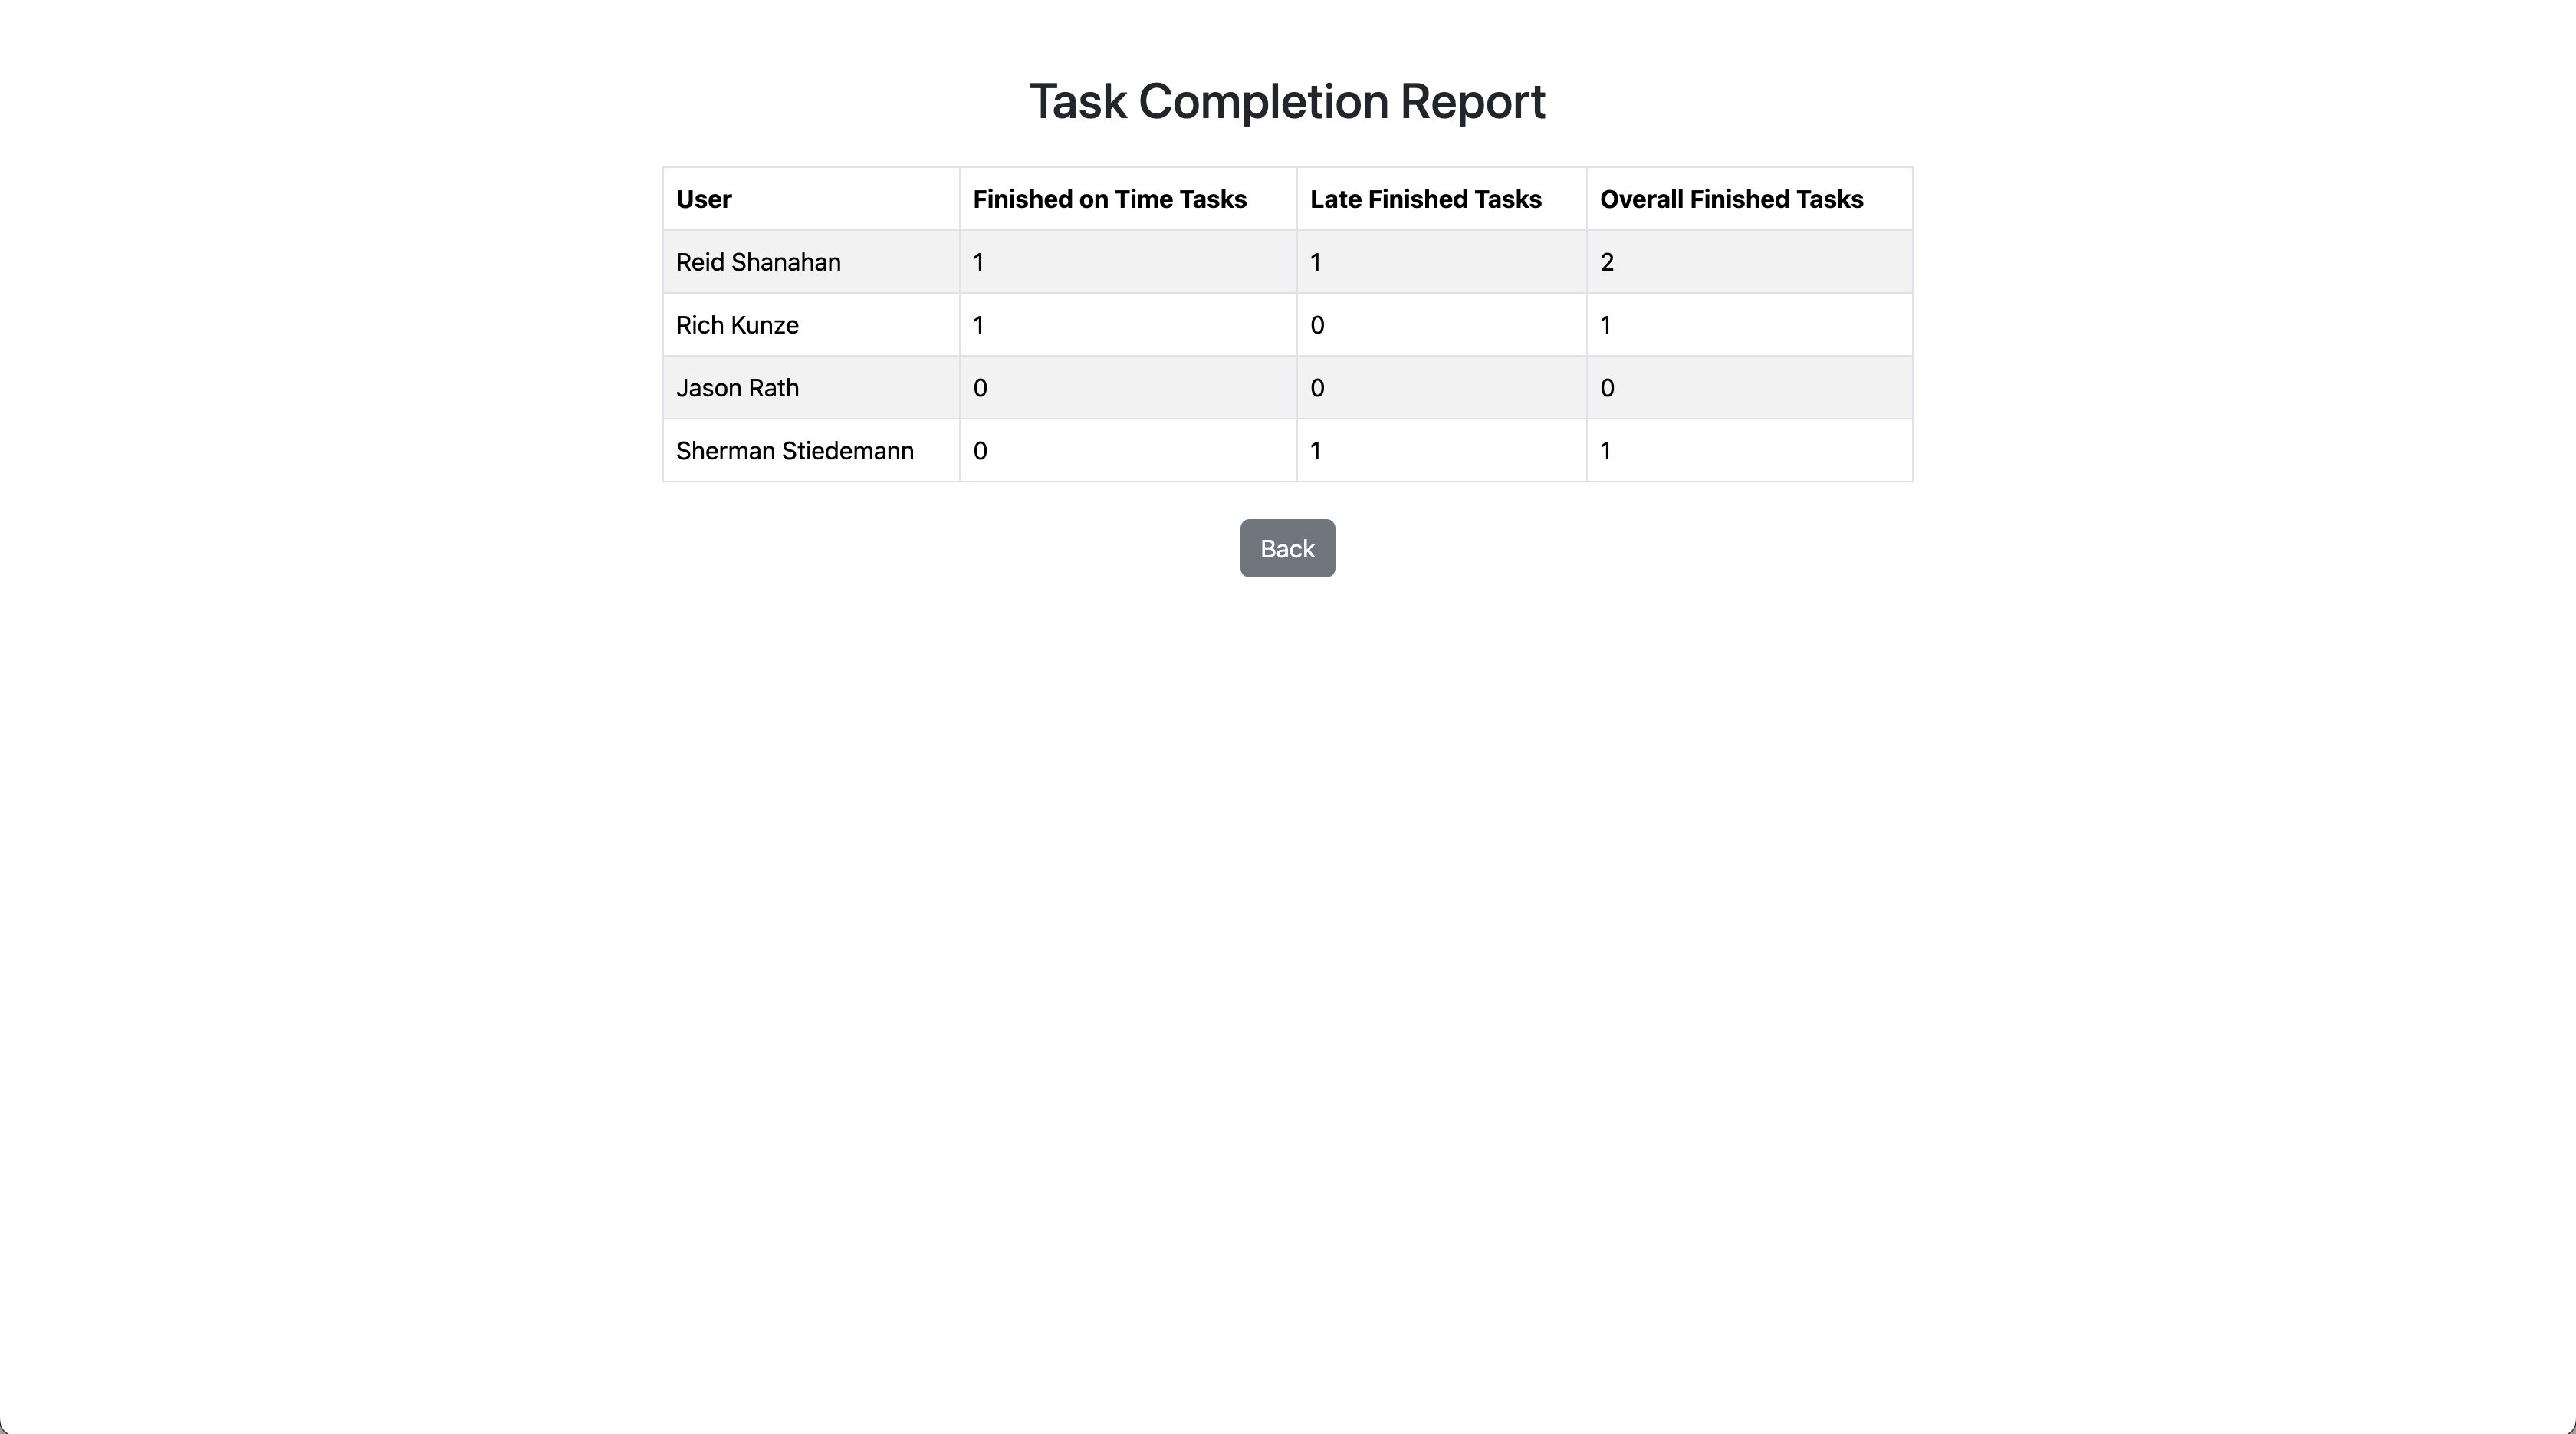 Task Completion Report
User Finished on Time Tasks Late Finished Tasks Overall Finished Tasks
Reid Shanahan 1 1 2
Rich Kunze 1 0 1
Jason Rath 0 0 0
Sherman Stiedemann 0 1 1
Back